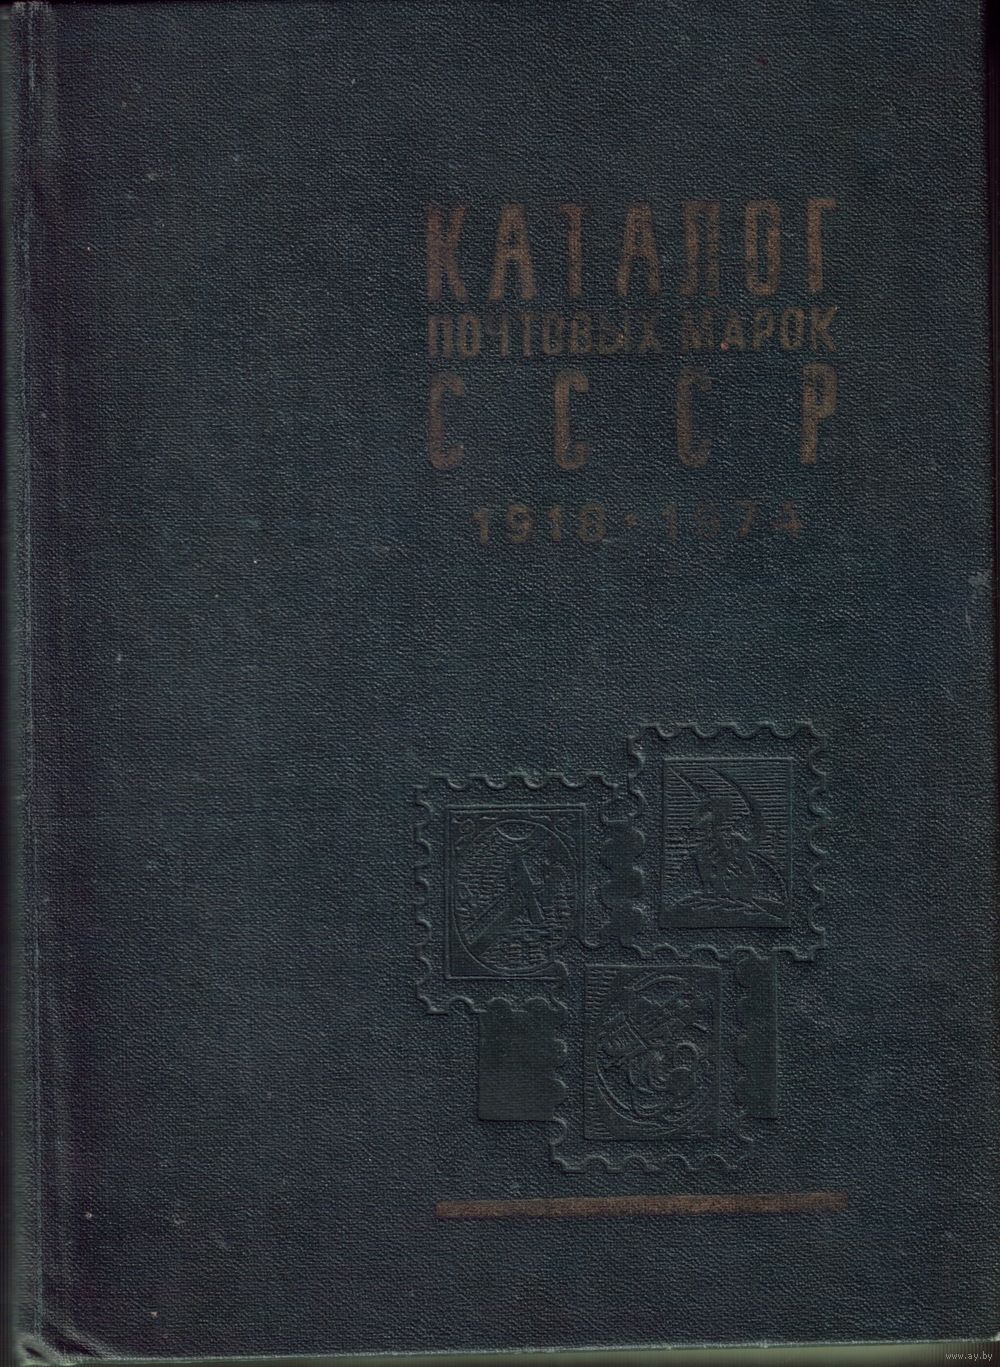 КАТАЛОГ
ПОЧТОВЫХ МАРОК
СССР
1918 • 1974
www.ay.by